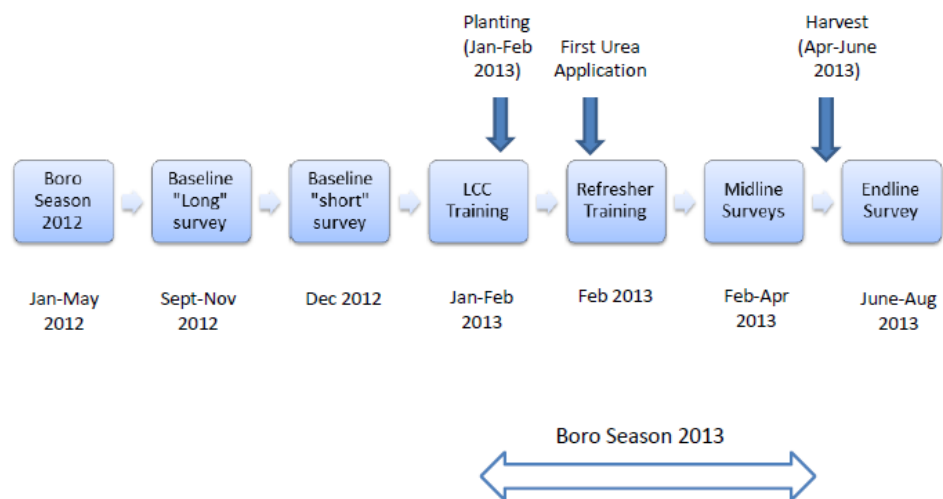 Planting
(Jan-Feb
2013)
First Urea
Application
Harvest
(Apr-June
2013)
Boro
Season
2012
Baseline
"Long"
survey
Baseline
"short"
survey
LCC
Training
Refresher
Training
Midline
Surveys
Endline
Survey
Jan-May
2012
Sept-Nov
2012
Dec 2012
Jan-Feb
2013
Feb 2013
Feb-Apr
2013
June-Aug
2013
Boro Season 2013